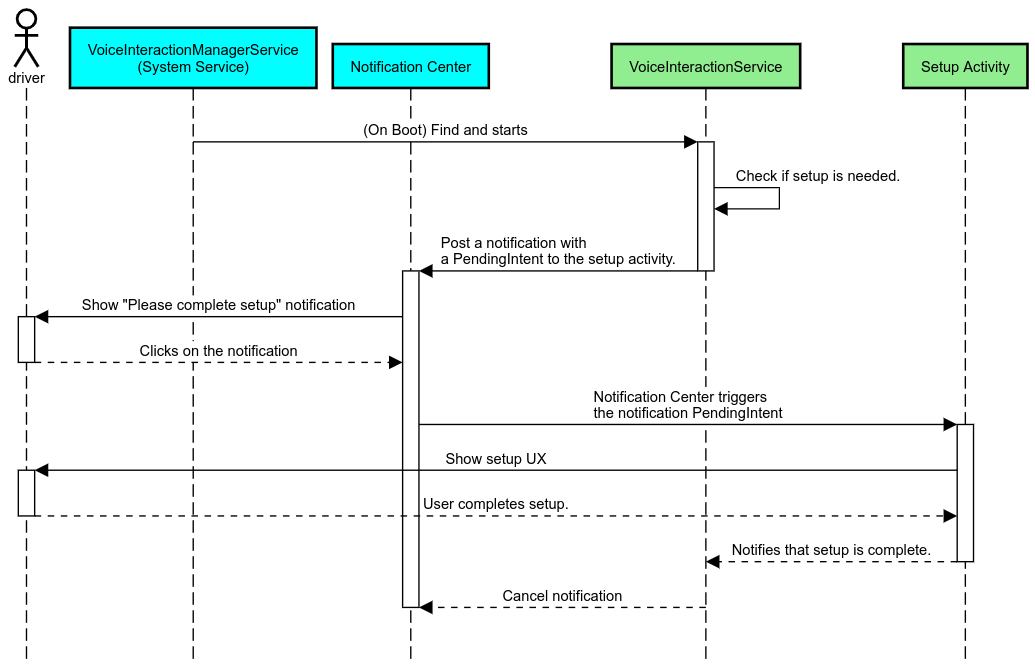 driver
VoiceInteractionManagerService
(System Service)
Notification Center
VoiceInteractionService
Setup Activity
(On Boot) Find and starts
Check if setup is needed.
Post a notification with
a PendingIntent to the setup activity.
Show "Please complete setup" notification
Clicks on the notification
Notification Center triggers
the notification PendingIntent
Show setup UX
User completes setup.
Notifies that setup is complete.
Cancel notification